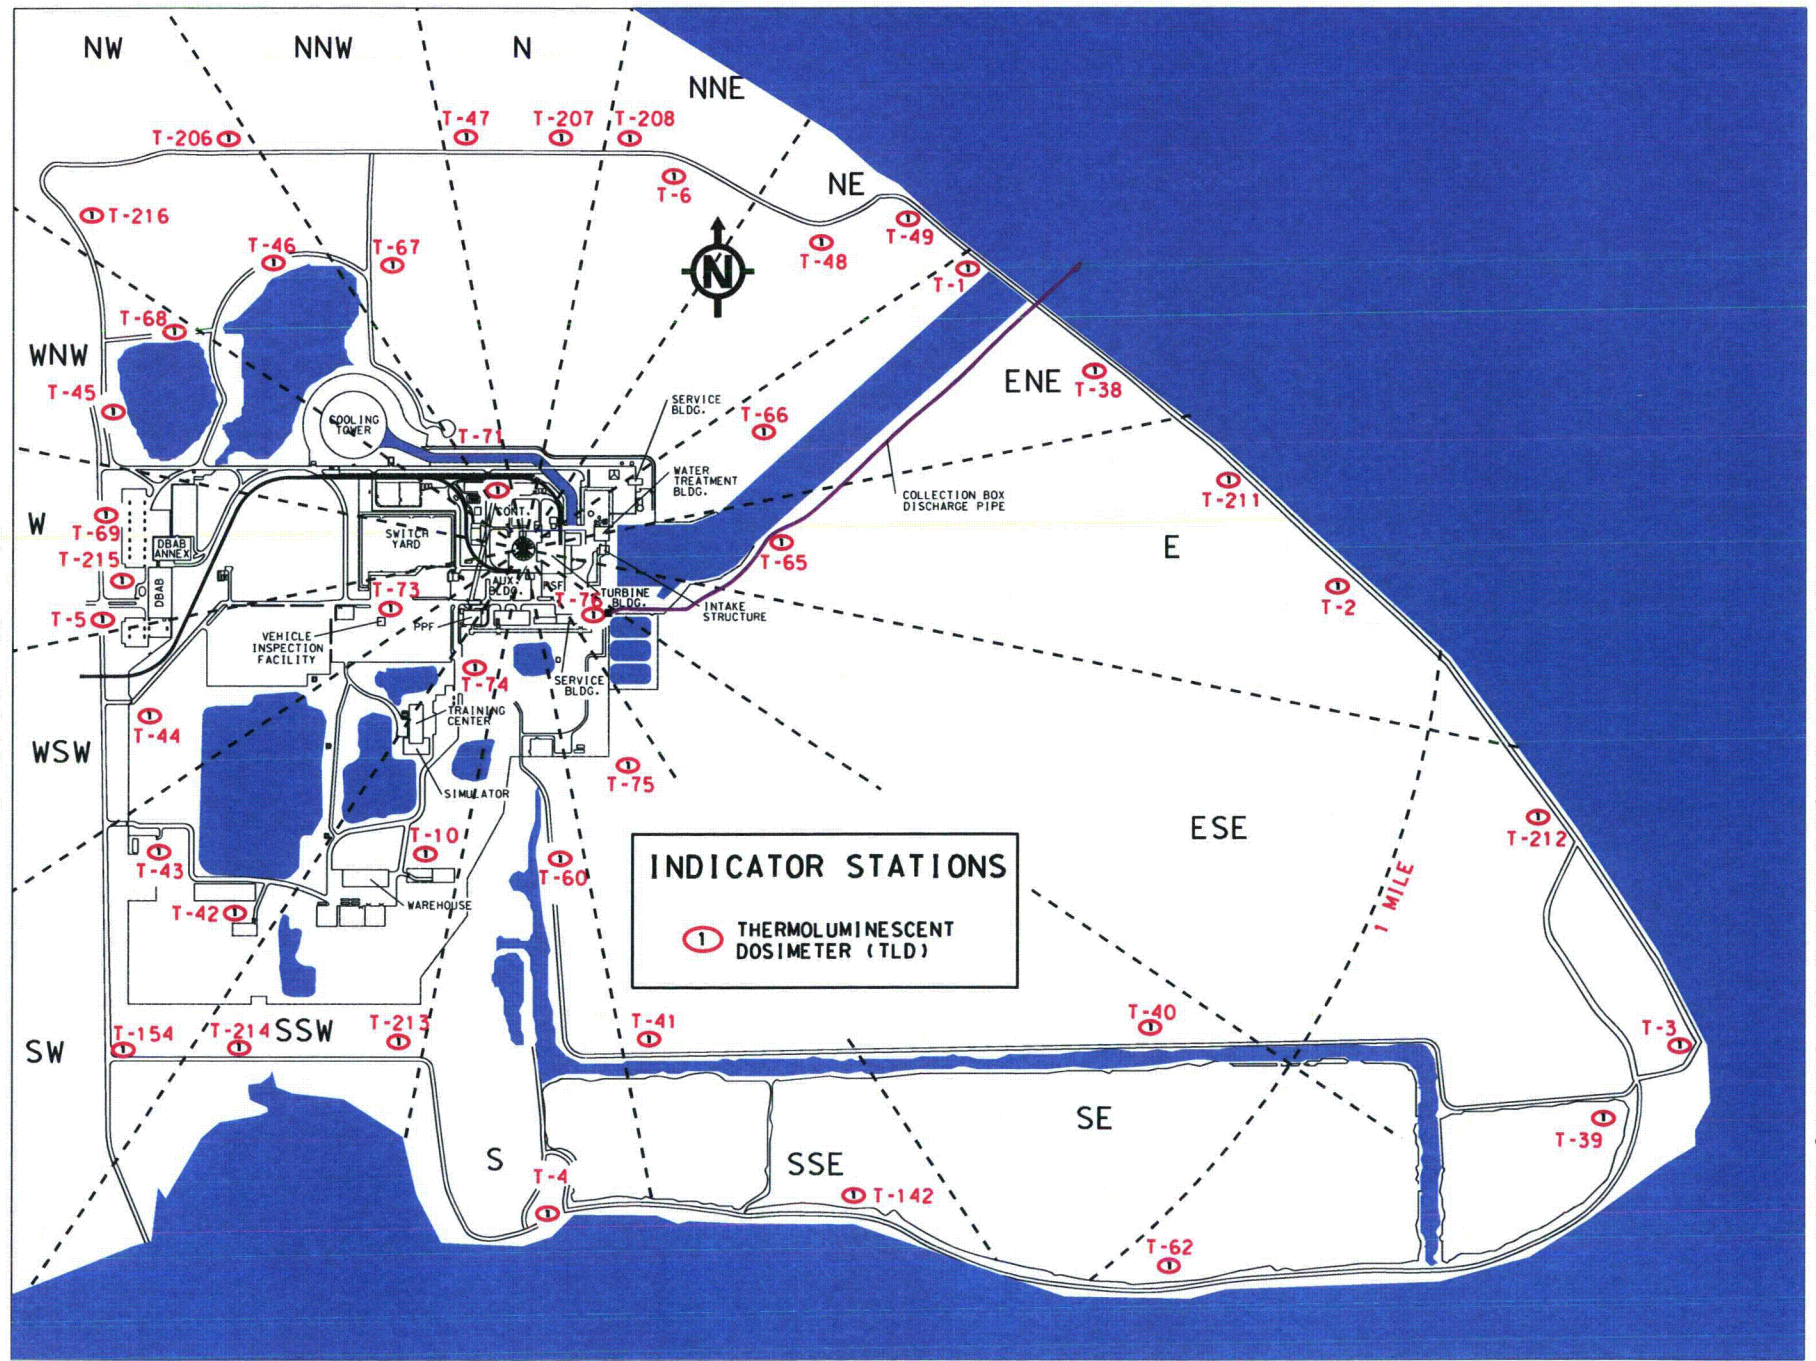 NW
NNW
N
NNE
T-47
T-207
T-208
T-206
T-6
NE
T-216
T-49
T-46
T-67
T-48
N
T-1
T-68
WNW
T-45
ENE
T-38
SERVICE
BLDG.
COOLING
TOWER
T-66
T-71
WATER
TREATMENT
BLDG.
COLLECTION BOX
DISCHARGE PIPE
T-211
W
T-69
CONT.
SWITCH
YARD
DBAB
ANNEX
E
T-215
T-65
DBAB
AUX.
BLDG.
PSF
T-73
T-76
TURBINE
BLDG.
INTAKE
STRUCTURE
T-2
T-5
PPF
VEHICLE
INSPECTION
FACILITY
T-74
SERVICE
BLDG.
TRAINING
CENTER
T-44
WSW
T-75
SIMULATOR
T-10
ESE
T-212
T-43
T-60
INDICATOR STATIONS
1 THERMOLUMINESCENT
DOSIMETER (TLD)
1 MILE
WAREHOUSE
T-42
T-154
T-214
SSW
T-213
T-41
T-40
T-3
SW
SE
T-39
S
SSE
T-4
T-142
T-62